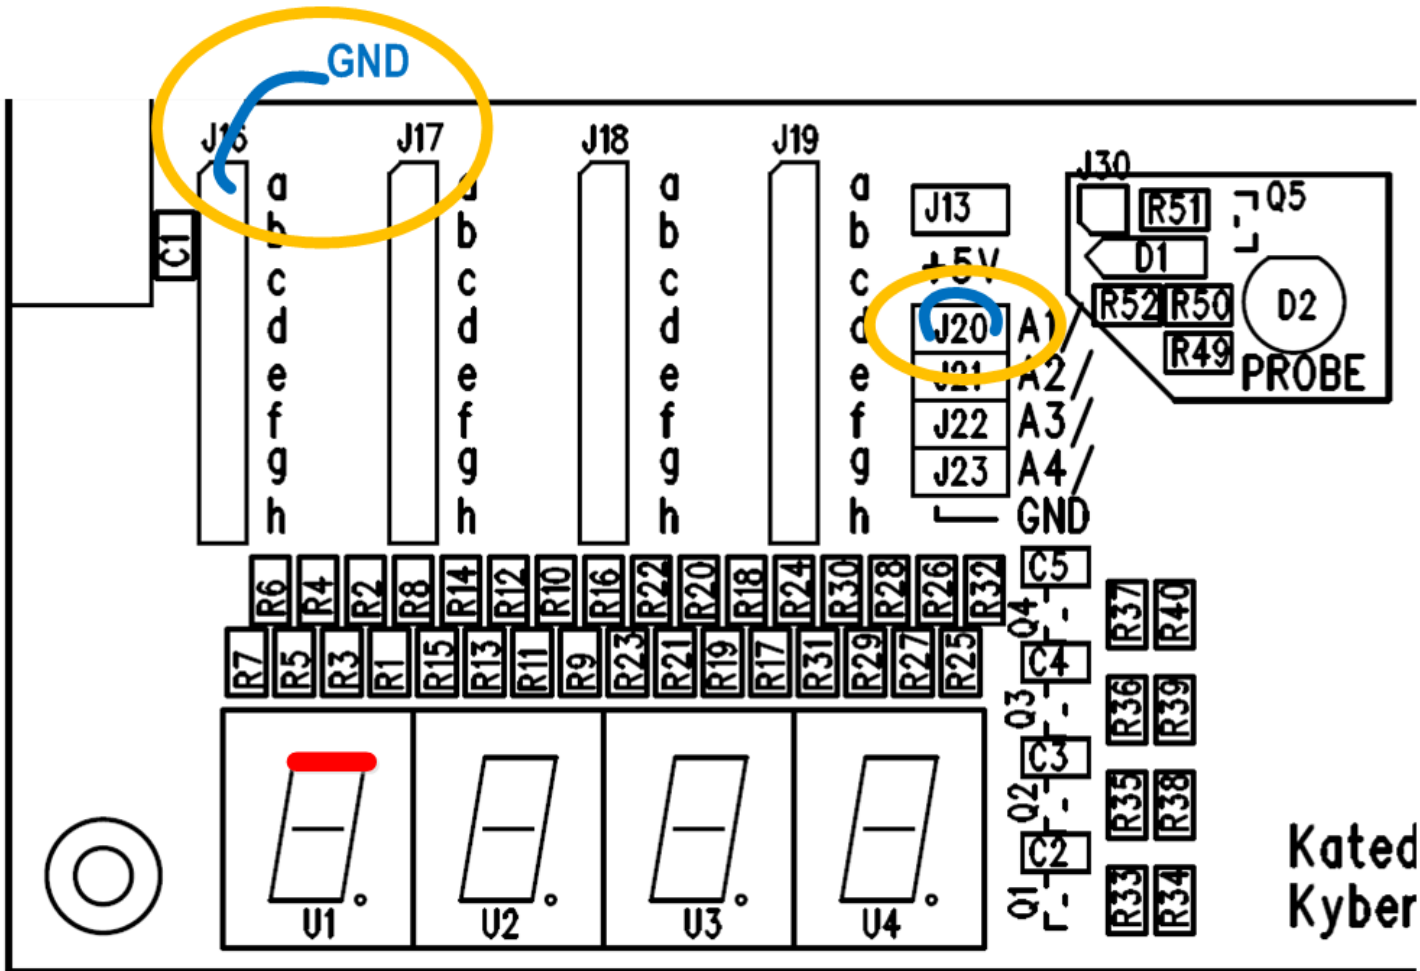 GND
J16 J17 J18 J19
J30
a a a a
J13
R51 Q5
b b b b
C1
+5V
D1
c c c c
R52 R50 D2
d d d d
J20 A1/
R49
e e e e
J21 A2/
PROBE
f f f f
J22 A3/
g g g g
J23 A4/
h h h h
GND
R6 R4 R2 R8 R14 R12 R10 R16 R22 R20 R18 R24 R30 R28 R26 R32
C5
Q4
R37 R40
R7 R5 R3 R1 R15 R13 R11 R9 R23 R21 R19 R17 R31 R29 R27 R25
C4
Q3
R36 R39
C3
Q2
R35 R38
C2
Q1
R33 R34
U1 U2 U3 U4
Kated
Kyber